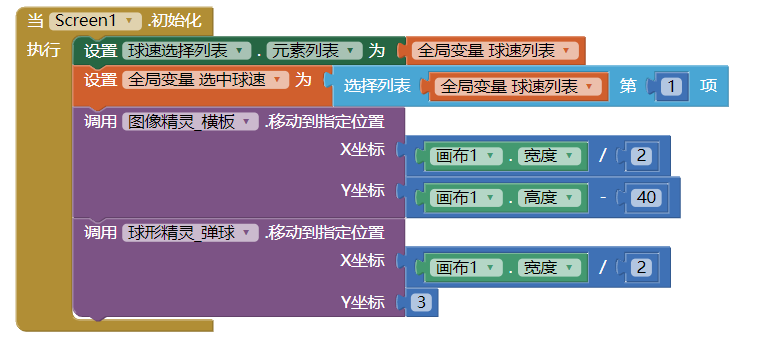 当 Screen1 .初始化
执行 设置 球速选择列表 . 元素列表 为 全局变量 球速列表
设置 全局变量 选中球速 为 选择列表 全局变量 球速列表 第 1 项
调用 图像精灵_横板 .移动到指定位置
X坐标 画布1 . 宽度 / 2
Y坐标 画布1 . 高度 - 40
调用 球形精灵_弹球 .移动到指定位置
X坐标 画布1 . 宽度 / 2
Y坐标 3